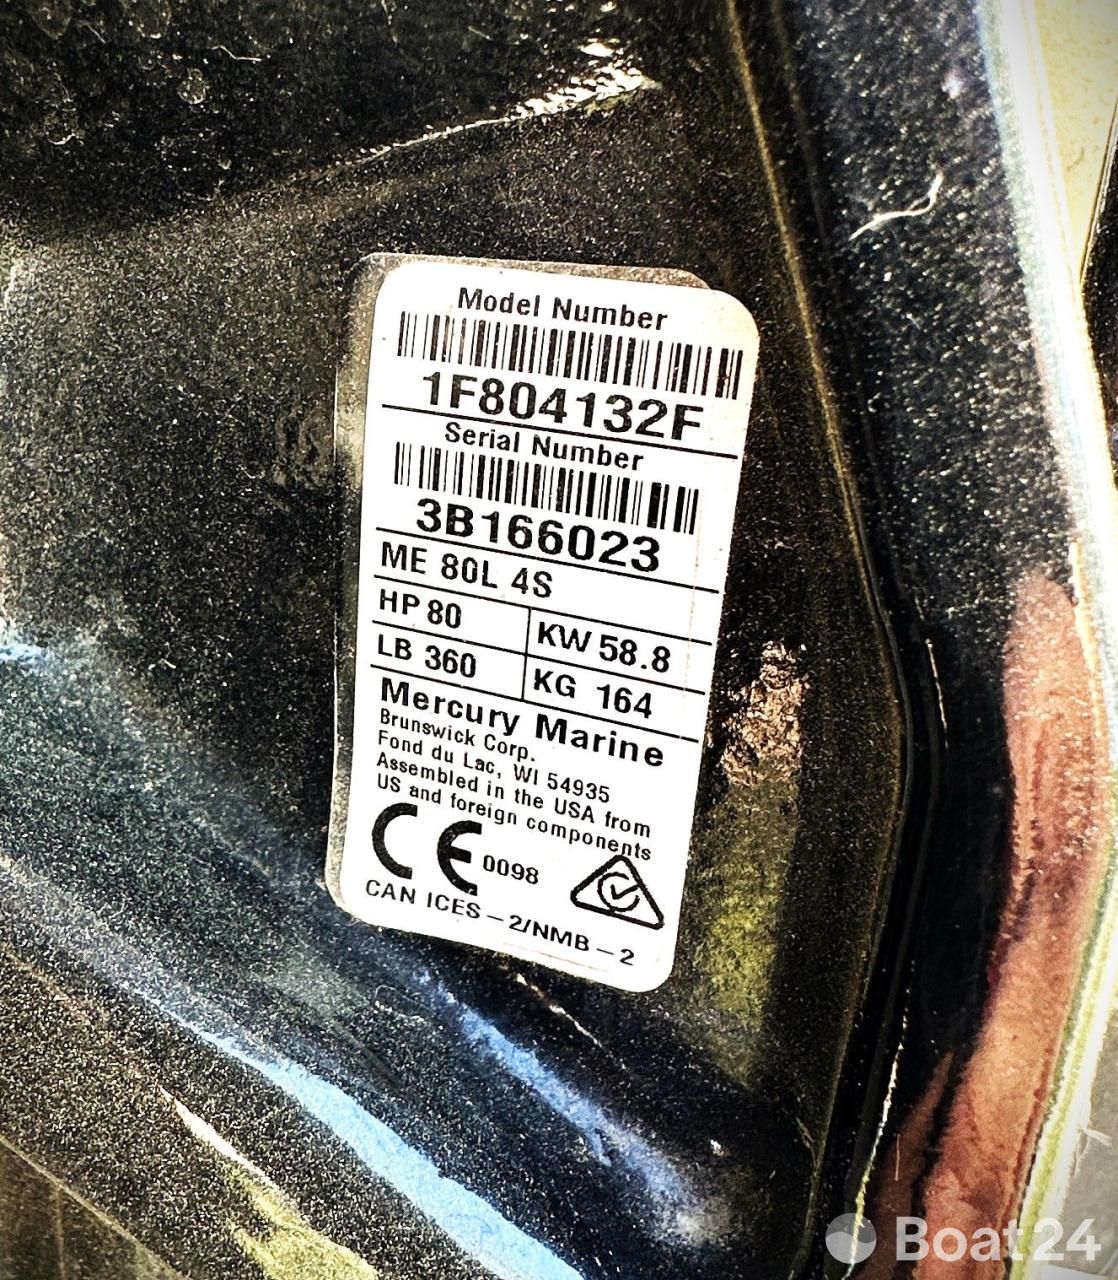 Model Number
1F804132F
Serial Number
3B166023
ME 80L 4S
HP 80 KW 58.8
LB 360 KG 164
Mercury Marine
Brunswick Corp.
Fond du Lac, WI 54935
Assembled in the USA from
US and foreign components
CE 0098
CAN ICES-2/NMB-2
Boat24